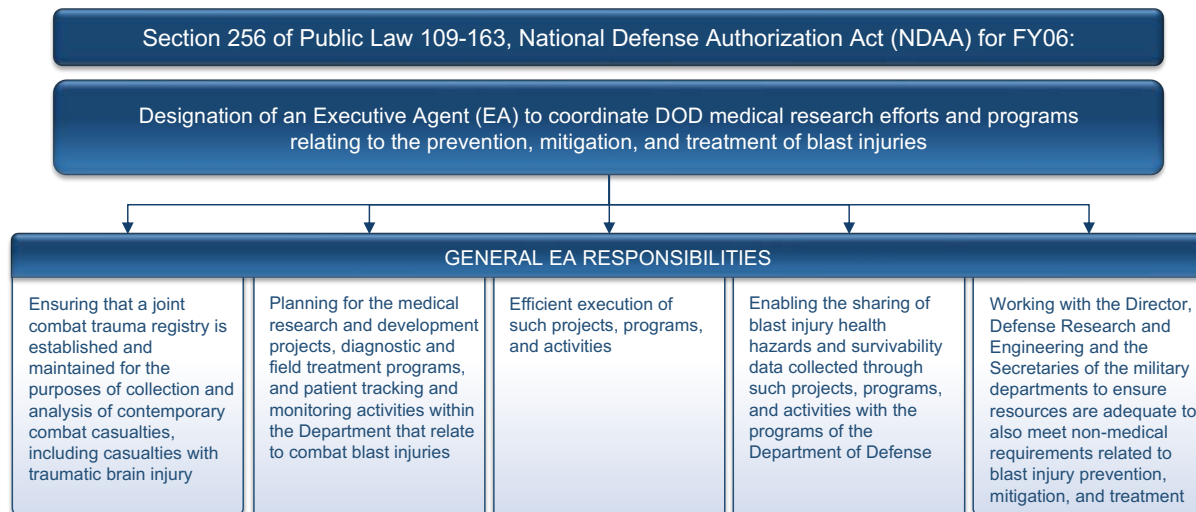 Section 256 of Public Law 109-163, National Defense Authorization Act (NDAA) for FY06:
Designation of an Executive Agent (EA) to coordinate DOD medical research efforts and programs
relating to the prevention, mitigation, and treatment of blast injuries
GENERAL EA RESPONSIBILITIES
Ensuring that a joint
combat trauma registry is
established and
maintained for the
purposes of collection and
analysis of contemporary
combat casualties,
including casualties with
traumatic brain injury
Planning for the medical
research and development
projects, diagnostic and
field treatment programs,
and patient tracking and
monitoring activities within
the Department that relate
to combat blast injuries
Efficient execution of
such projects, programs,
and activities
Enabling the sharing of
blast injury health
hazards and survivability
data collected through
such projects, programs,
and activities with the
programs of the
Department of Defense
Working with the Director,
Defense Research and
Engineering and the
Secretaries of the military
departments to ensure
resources are adequate to
also meet non-medical
requirements related to
blast injury prevention,
mitigation, and treatment